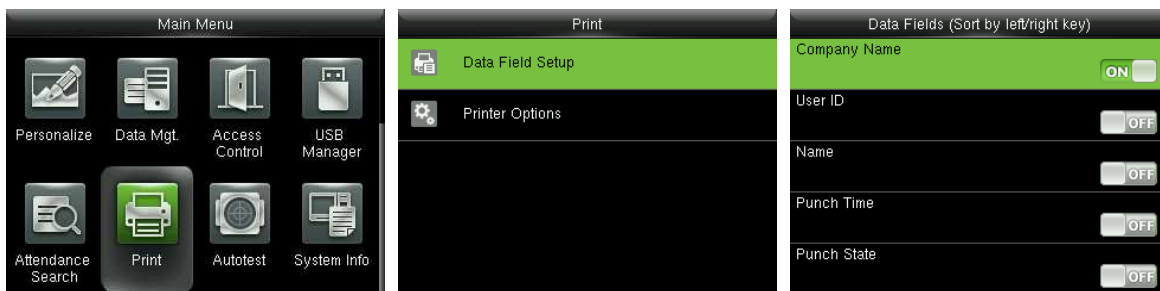 Main Menu
Personalize
Data Mgt.
Access
Control
USB
Manager
Attendance
Search
Print
Autotest
System Info
Print
Data Field Setup
Printer Options
Data Fields (Sort by left/right key)
Company Name
ON
User ID
OFF
Name
OFF
Punch Time
OFF
Punch State
OFF